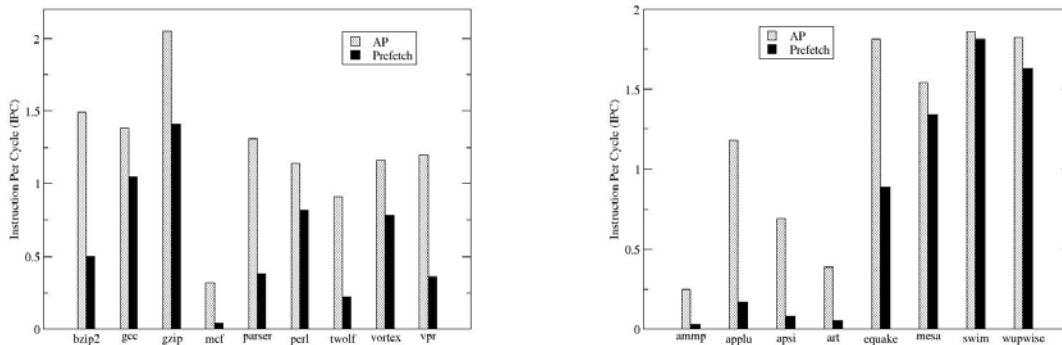 Instruction Per Cycle (IPC)
2
1.5
1
0.5
0
AP
Prefetch
bzip2 gcc gzip mcf parser perl twolf vortex vpr
Instruction Per Cycle (IPC)
2
1.5
1
0.5
0
AP
Prefetch
ammp applu apsi art equake mesa swim wupwise